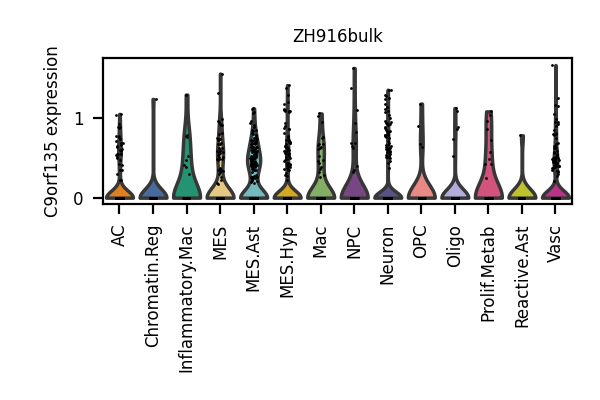 ZH916bulk
C9orf135 expression
1
0
AC
Chromatin.Reg
Inflammatory.Mac
MES
MES.Ast
MES.Hyp
Mac
NPC
Neuron
OPC
Oligo
Prolif.Metab
Reactive.Ast
Vasc